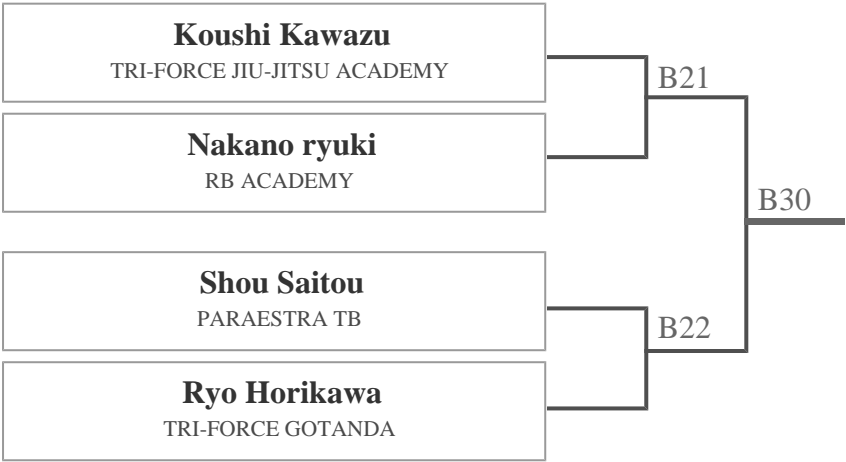 Koushi Kawazu
TRI-FORCE JIU-JITSU ACADEMY
B21
Nakano ryuki
RB ACADEMY
B30
Shou Saitou
PARAESTRA TB
B22
Ryo Horikawa
TRI-FORCE GOTANDA